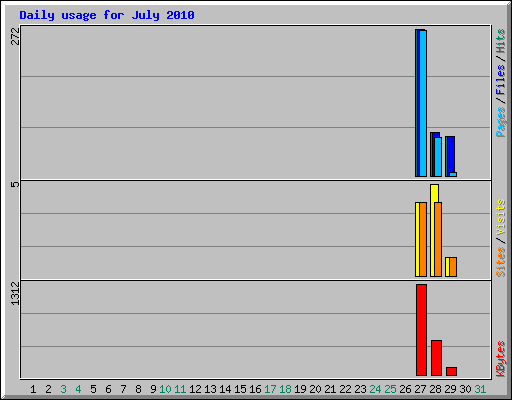 Daily usage for July 2010
272
Pages / Files / Hits
5
Sites / Visits
1312
KBytes
1 2 3 4 5 6 7 8 9 10 11 12 13 14 15 16 17 18 19 20 21 22 23 24 25 26 27 28 29 30 31